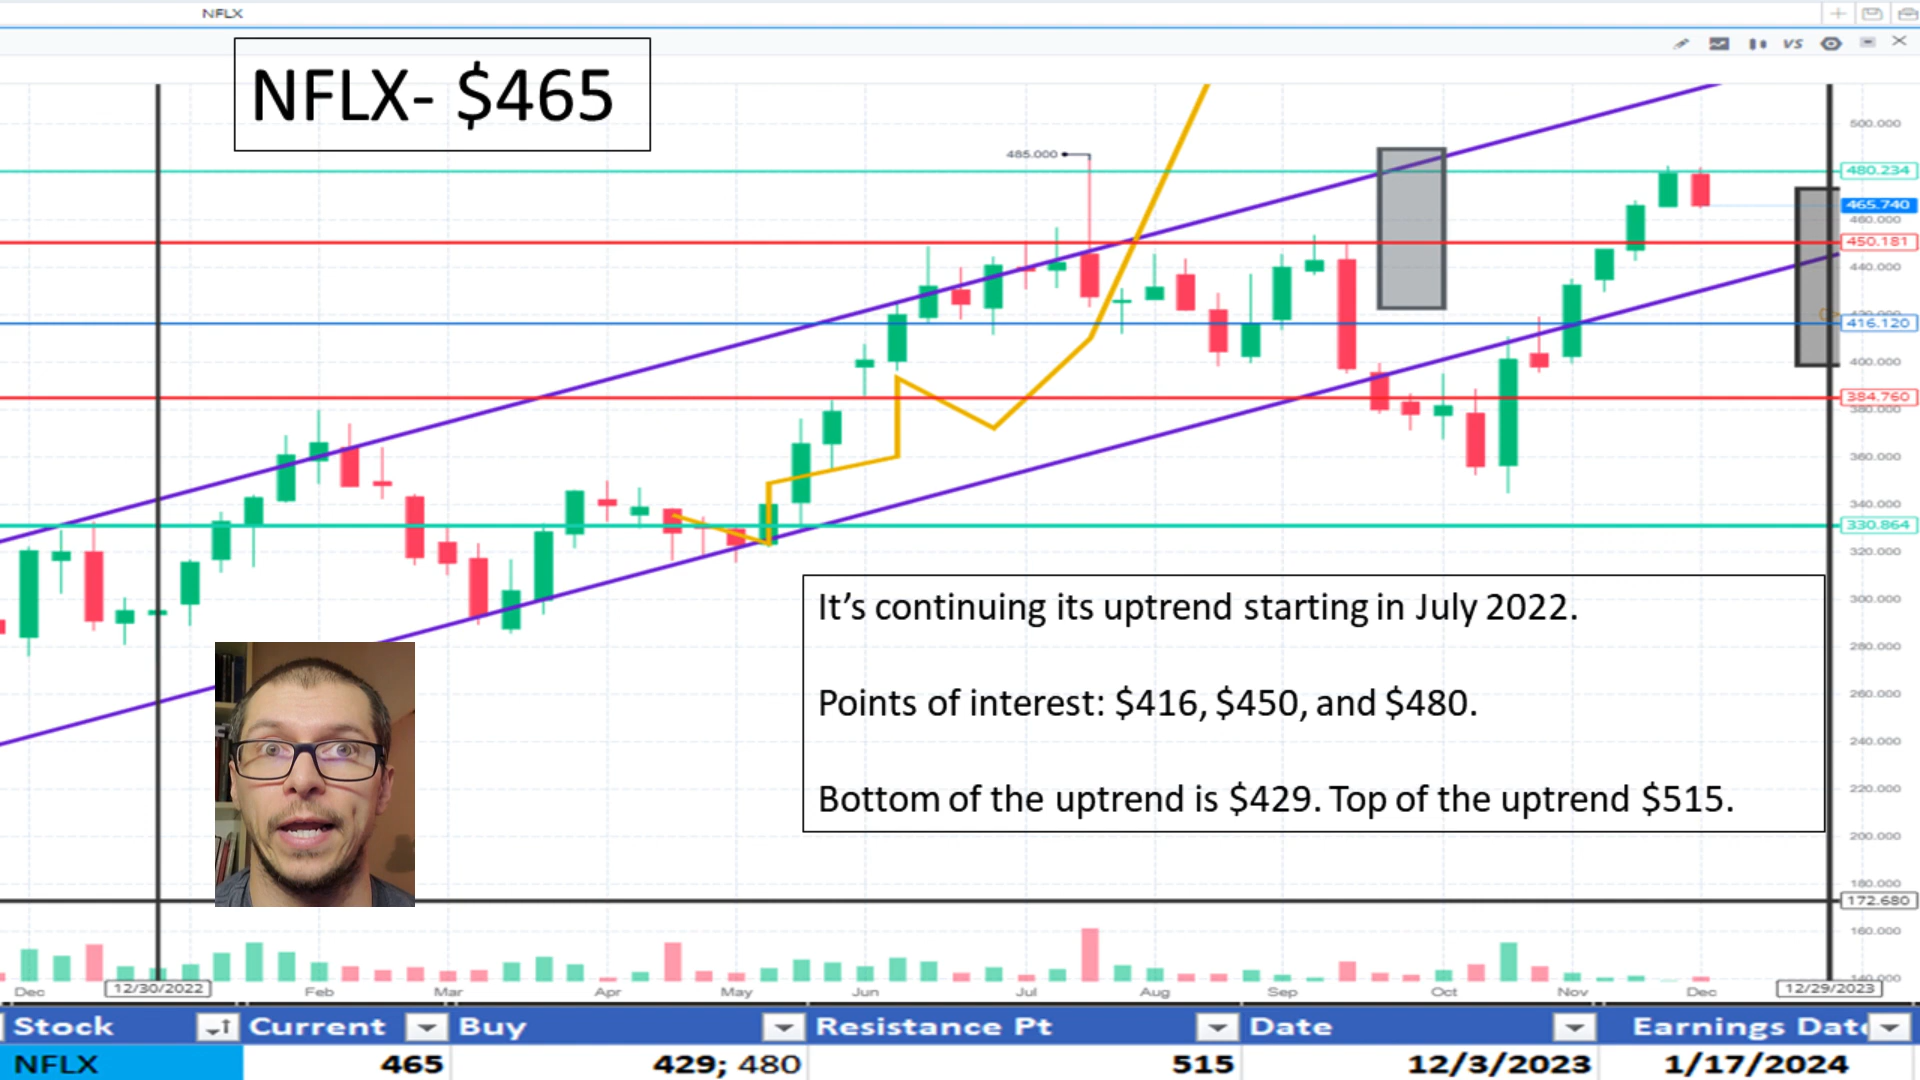 NFLX
NFLX- $465
485.000
500.000
480.234
465.740
460.000
450.181
440.000
416.120
400.000
384.760
380.000
360.000
340.000
330.864
320.000
300.000
280.000
260.000
240.000
220.000
200.000
180.000
172.680
160.000
140.000
VS
It's continuing its uptrend starting in July 2022.
Points of interest: $416, $450, and $480.
Bottom of the uptrend is $429. Top of the uptrend $515.
Dec 12/30/2022 Feb Mar Apr May Jun Jul Aug Sep Oct Nov Dec 12/29/2023
Stock Current Buy Resistance Pt Date Earnings Date
NFLX 465 429; 480 515 12/3/2023 1/17/2024